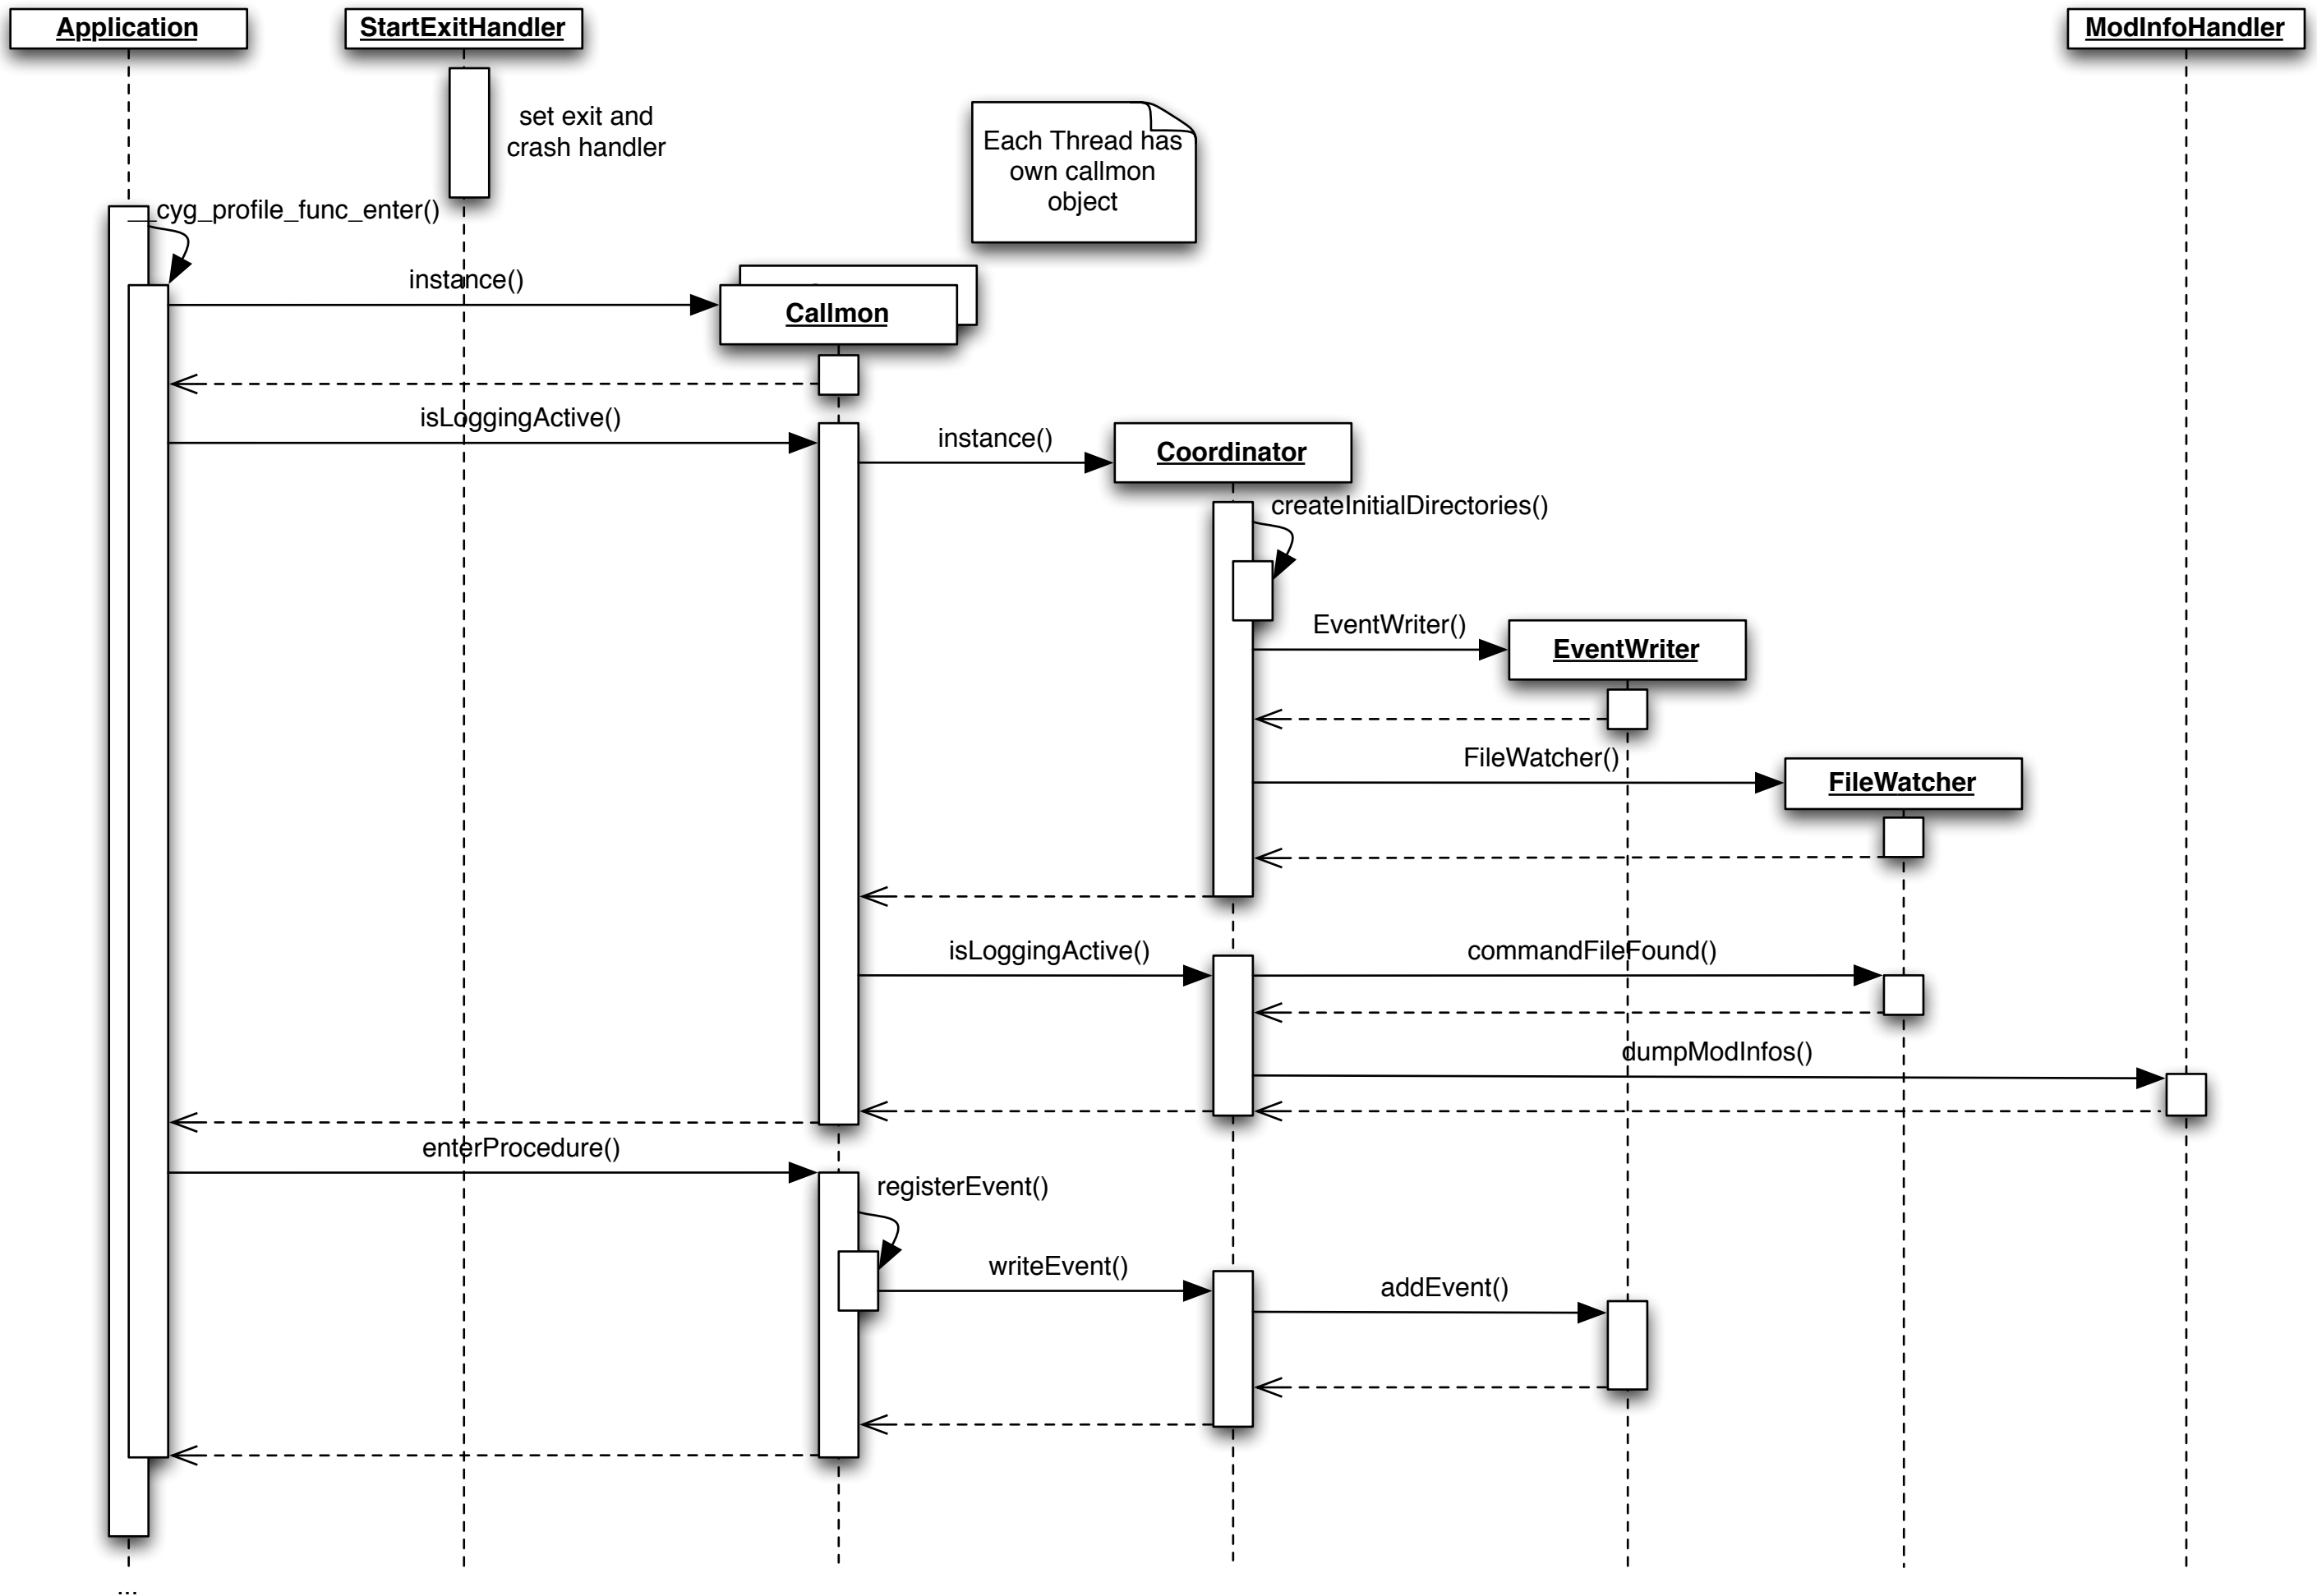 Application
StartExitHandler
ModInfoHandler
set exit and
crash handler
Each Thread has
own callmon
object
__cyg_profile_func_enter()
instance()
Callmon
isLoggingActive()
instance()
Coordinator
createInitialDirectories()
EventWriter()
EventWriter
FileWatcher()
FileWatcher
isLoggingActive()
commandFileFound()
dumpModInfos()
enterProcedure()
registerEvent()
writeEvent()
addEvent()
...